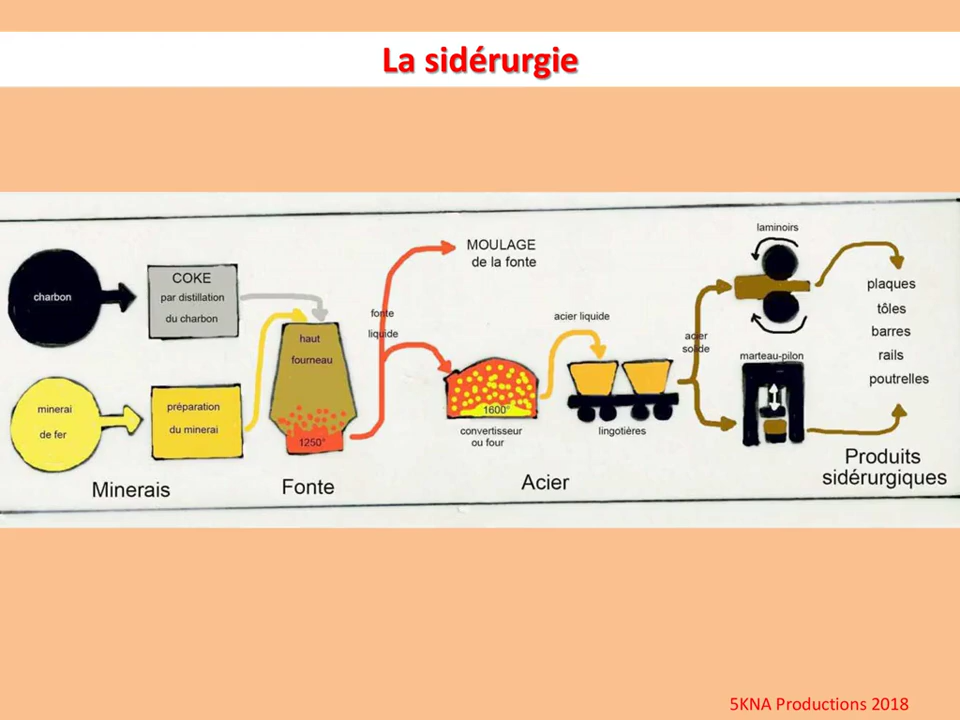 La sidérurgie
charbon
COKE
par distillation
du charbon
minerai
de fer
préparation
du minerai
Minerais
haut
fourneau
1250°
Fonte
fonte
liquide
MOULAGE
de la fonte
1600°
convertisseur
ou four
acier liquide
lingotières
Acier
acier
solide
laminoirs
marteau-pilon
plaques
tôles
barres
rails
poutrelles
Produits
sidérurgiques
5KNA Productions 2018